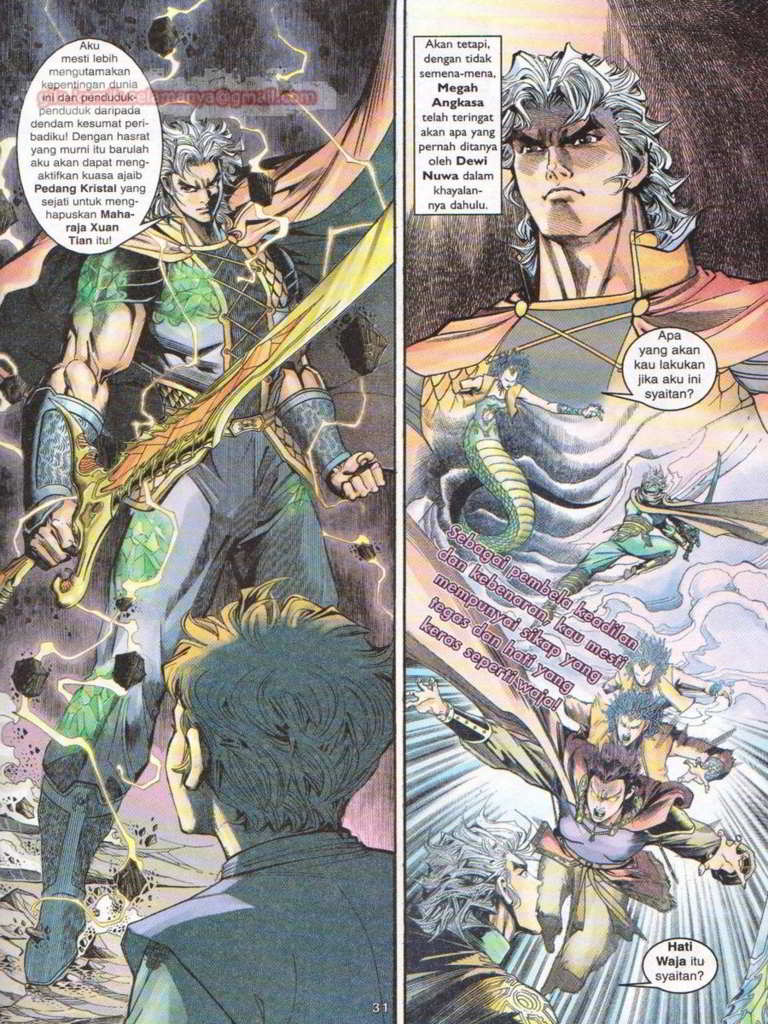 Aku
mesti lebih
mengutamakan
kepentingan dunia
ini dan penduduk-
penduduk daripada
dendam kesumat peri-
badiku! Dengan hasrat
yang murni itu barulah
aku akan dapat meng-
aktifkan kuasa ajaib
Pedang Kristal yang
sejati untuk meng-
hapuskan Maha-
raja Xuan
Tian itu!
Akan tetapi,
dengan tidak
semena-mena,
Megah
Angkasa
telah teringat
akan apa yang
pernah ditanya
oleh Dewi
Nuwa dalam
khayalan-
nya dahulu.
Apa
yang akan
kau lakukan
jika aku ini
syaitan?
Sebagai pembela keadilan
dan kebenaran, kau mesti
mempunyai sikap yang
tegas dan hati yang
keras seperti waja!
Hati
Waja itu
syaitan?
31